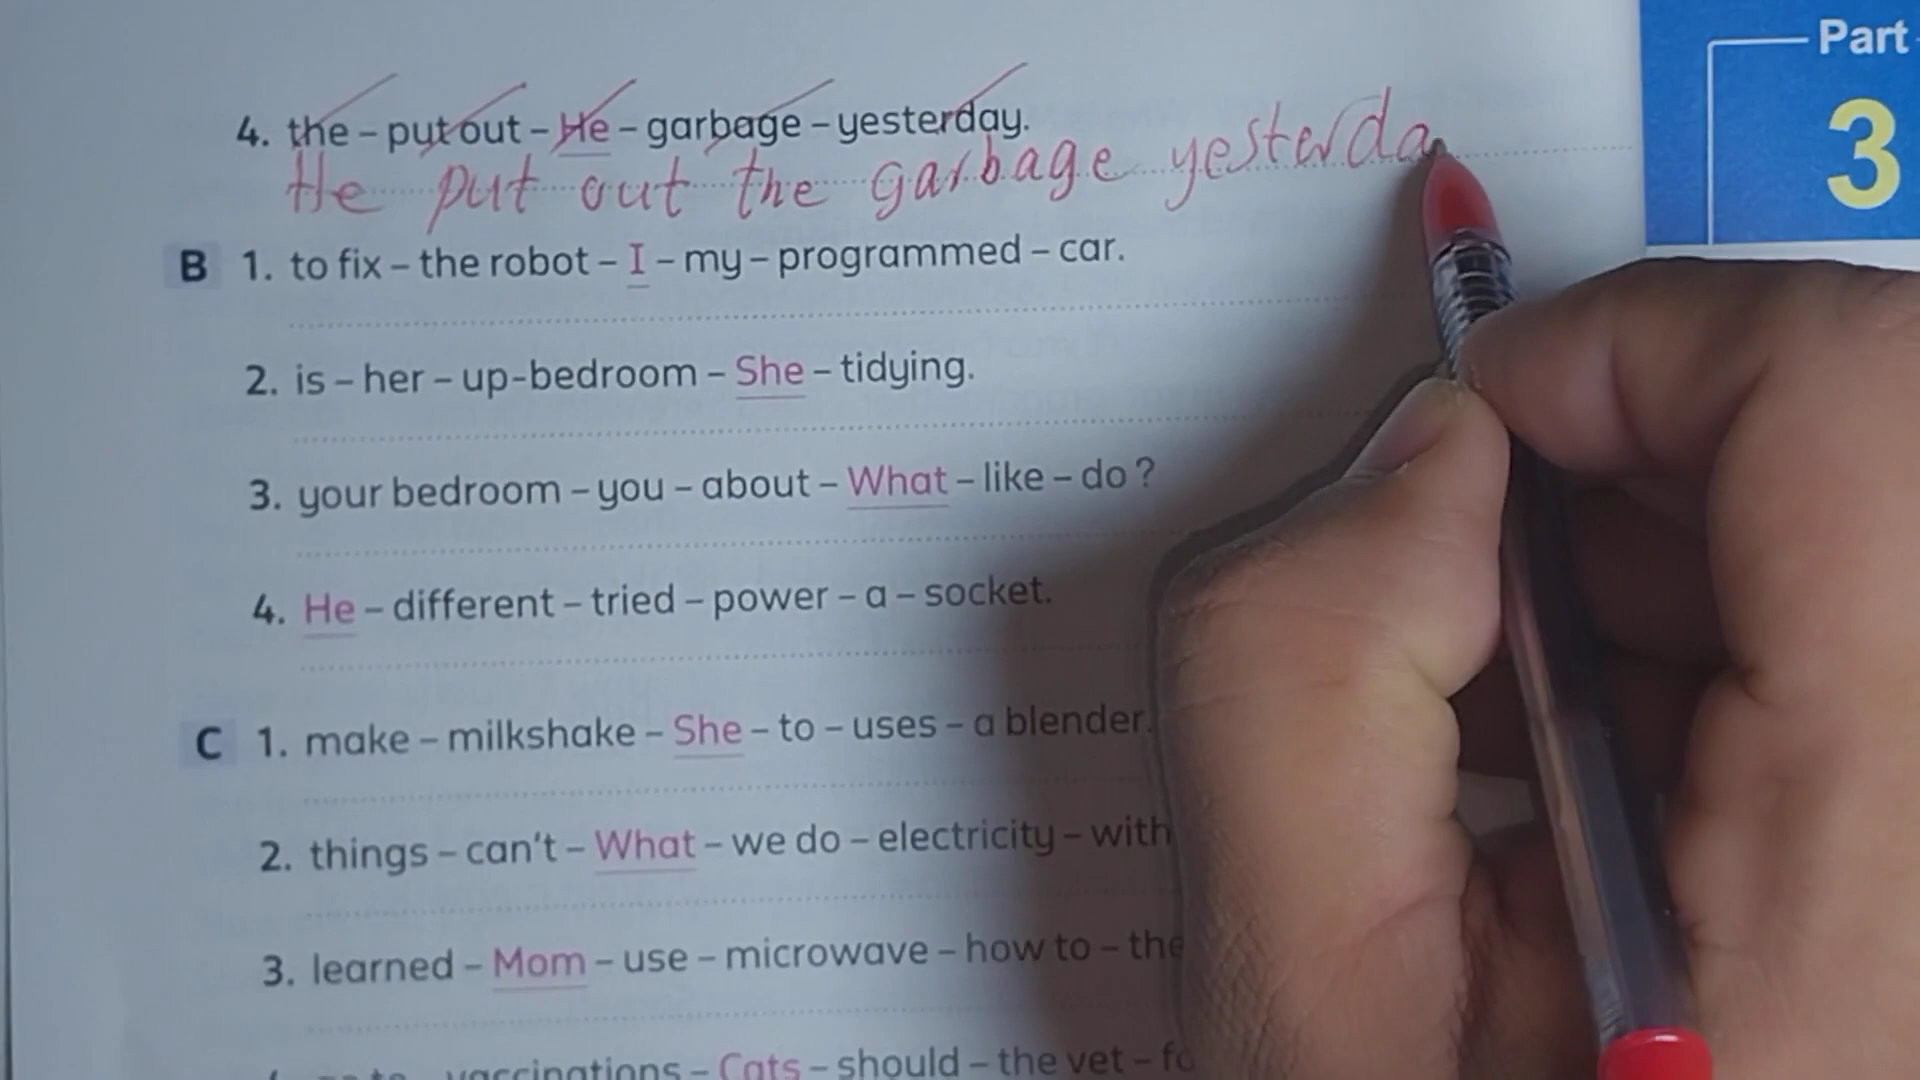 Part
3
4. the – put out – He – garbage – yesterday.
He put out the garbage yesterda
B 1. to fix – the robot – I – my – programmed – car.
2. is – her – up-bedroom – She – tidying.
3. your bedroom – you – about – What – like – do ?
4. He – different – tried – power – a – socket.
C 1. make – milkshake – She – to – uses – a blender.
2. things – can't – What – we do – electricity – with
3. learned – Mom – use – microwave – how to – the
vaccinations – Cats – should – the vet –